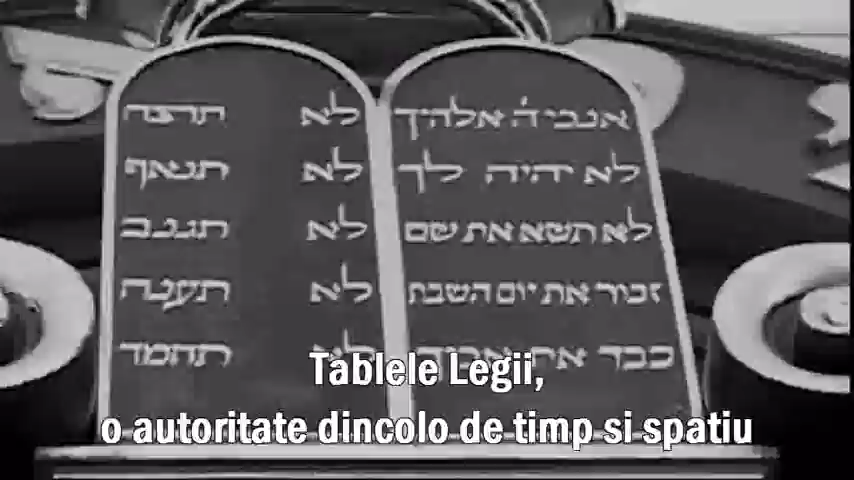 אנכי ה' אלהיך
לא יהיה לך
לא תשא את שם
זכור את יום השבת
כבד את אביך
לא תרצח
לא תנאף
לא תגנב
לא תענה
לא תחמד
Tablele Legii,
o autoritate dincolo de timp si spatiu